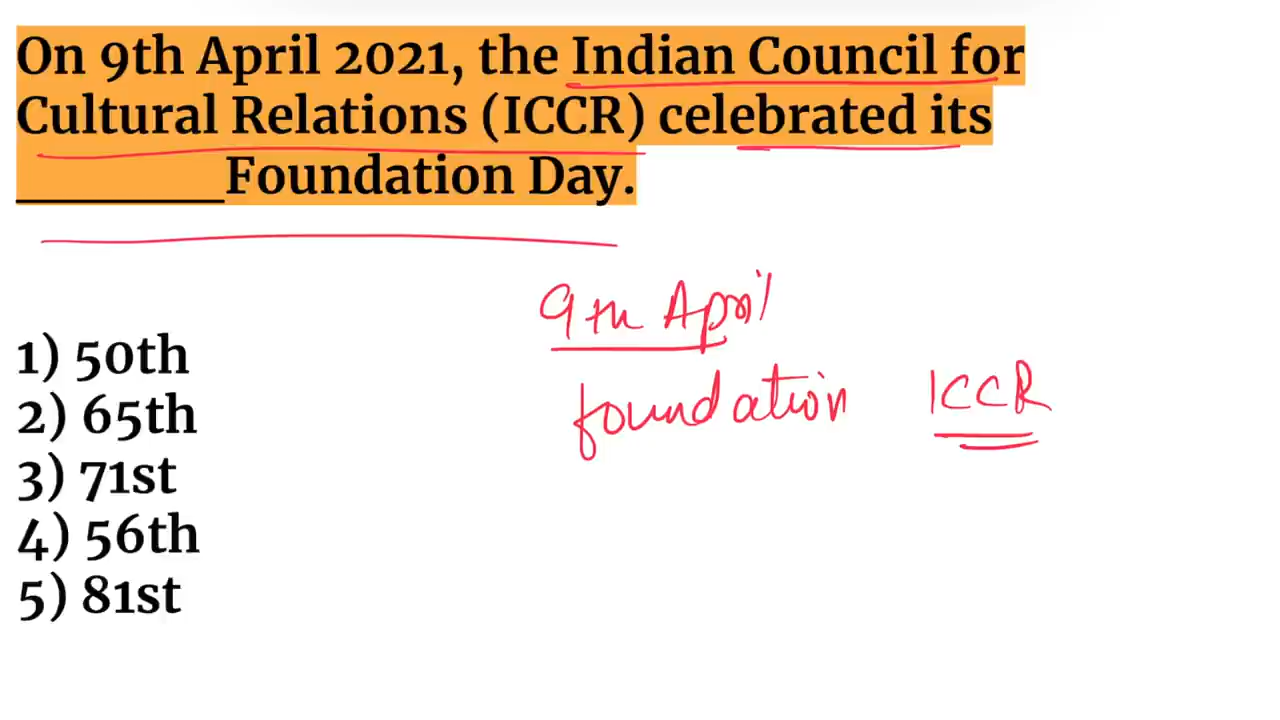 On 9th April 2021, the Indian Council for
Cultural Relations (ICCR) celebrated its
________Foundation Day.
9th April
foundation ICCR
1) 50th
2) 65th
3) 71st
4) 56th
5) 81st